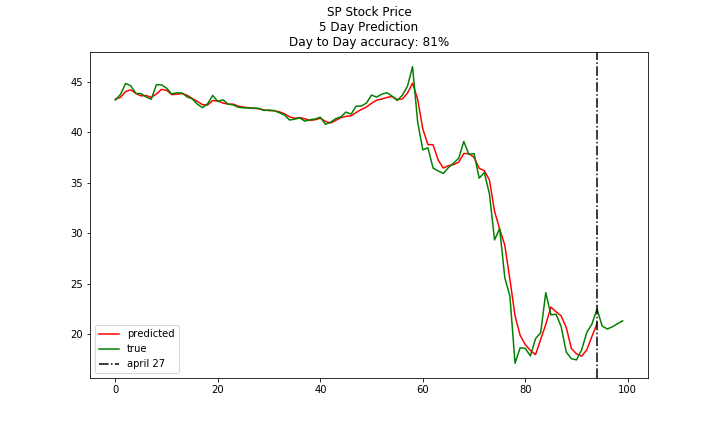 SP Stock Price
5 Day Prediction
Day to Day accuracy: 81%
45
40
35
30
25
20
predicted
true
april 27
0
20
40
60
80
100